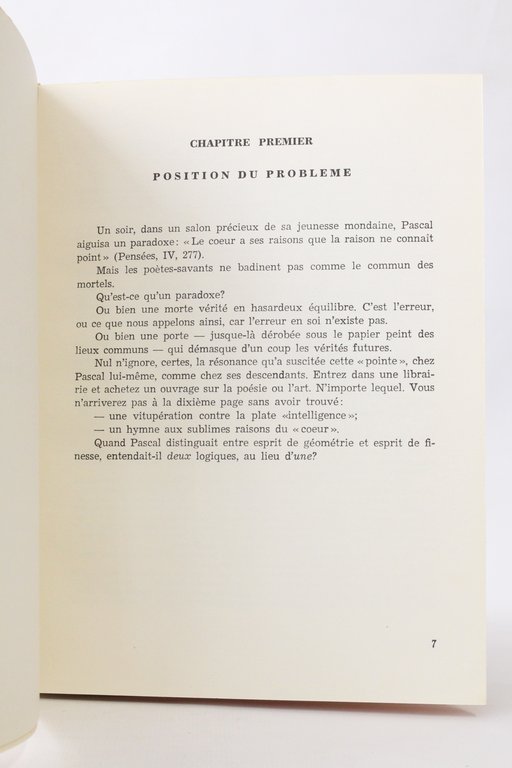 CHAPITRE PREMIER
POSITION DU PROBLEME
Un soir, dans un salon précieux de sa jeunesse mondaine, Pascal
aiguisa un paradoxe: « Le coeur a ses raisons que la raison ne connaît
point » (Pensées, IV, 277).
Mais les poètes-savants ne badinent pas comme le commun des
mortels.
Qu'est-ce qu'un paradoxe?
Ou bien une morte vérité en hasardeux équilibre. C'est l'erreur,
ou ce que nous appelons ainsi, car l'erreur en soi n'existe pas.
Ou bien une porte — jusque-là dérobée sous le papier peint des
lieux communs — qui démasque d'un coup les vérités futures.
Nul n'ignore, certes, la résonance qu'a suscitée cette « pointe », chez
Pascal lui-même, comme chez ses descendants. Entrez dans une librai-
rie et achetez un ouvrage sur la poésie ou l'art. N'importe lequel. Vous
n'arriverez pas à la dixième page sans avoir trouvé:
— une vitupération contre la plate «intelligence»;
— un hymne aux sublimes raisons du « coeur ».
Quand Pascal distinguait entre esprit de géométrie et esprit de fi-
nesse, entendait-il deux logiques, au lieu d'une?
7